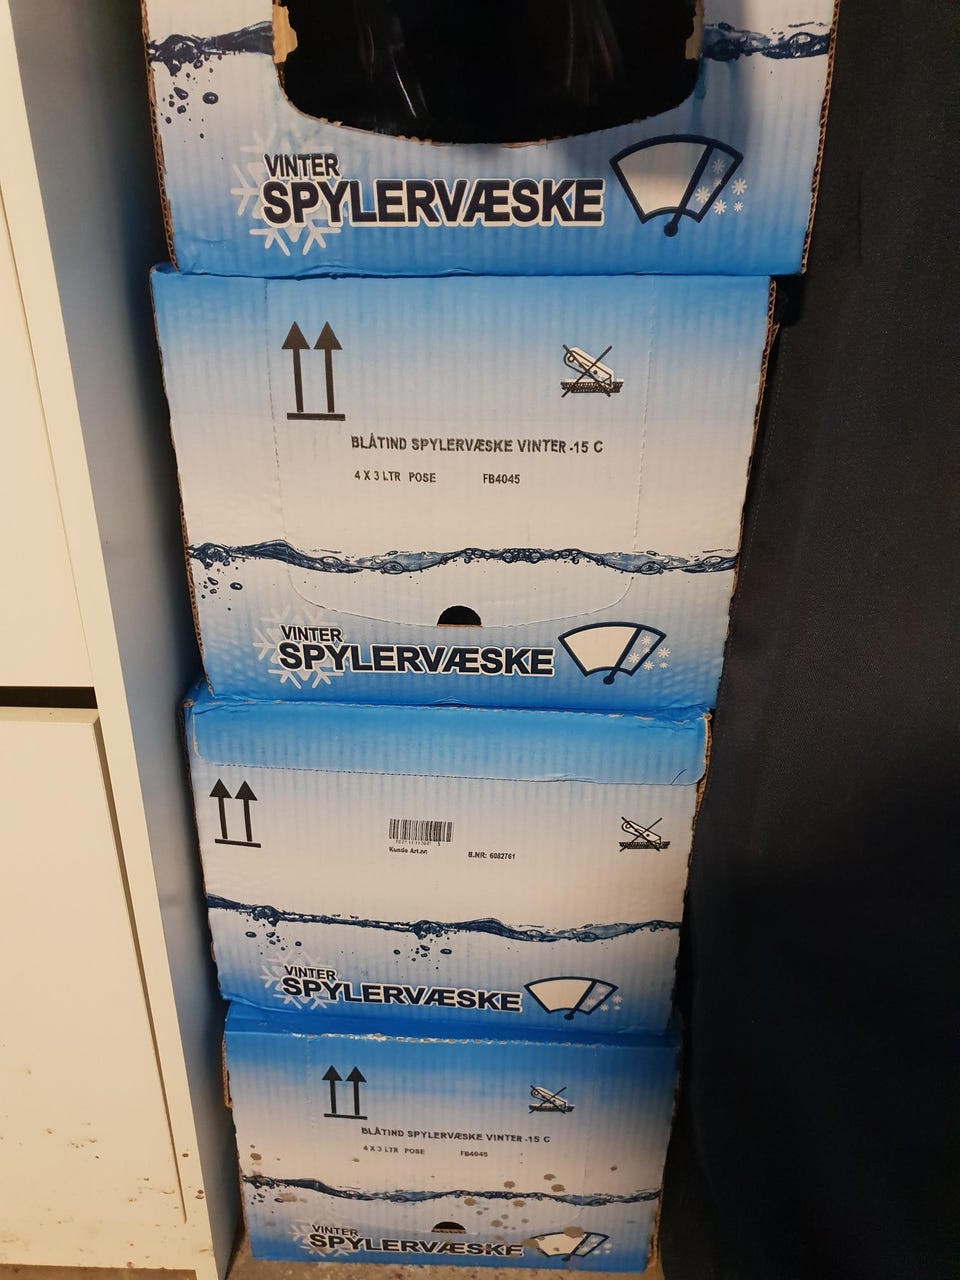 VINTER
SPYLERVÆSKE
BLÅTIND SPYLERVÆSKE VINTER -15 C
4 X 3 LTR POSE FB4045
VINTER
SPYLERVÆSKE
Kunde Art.nr: B.NR: 6082761
VINTER
SPYLERVÆSKE
BLÅTIND SPYLERVÆSKE VINTER -15 C
4 X 3 LTR POSE FB4045
VINTER
SPYLERVÆSKE